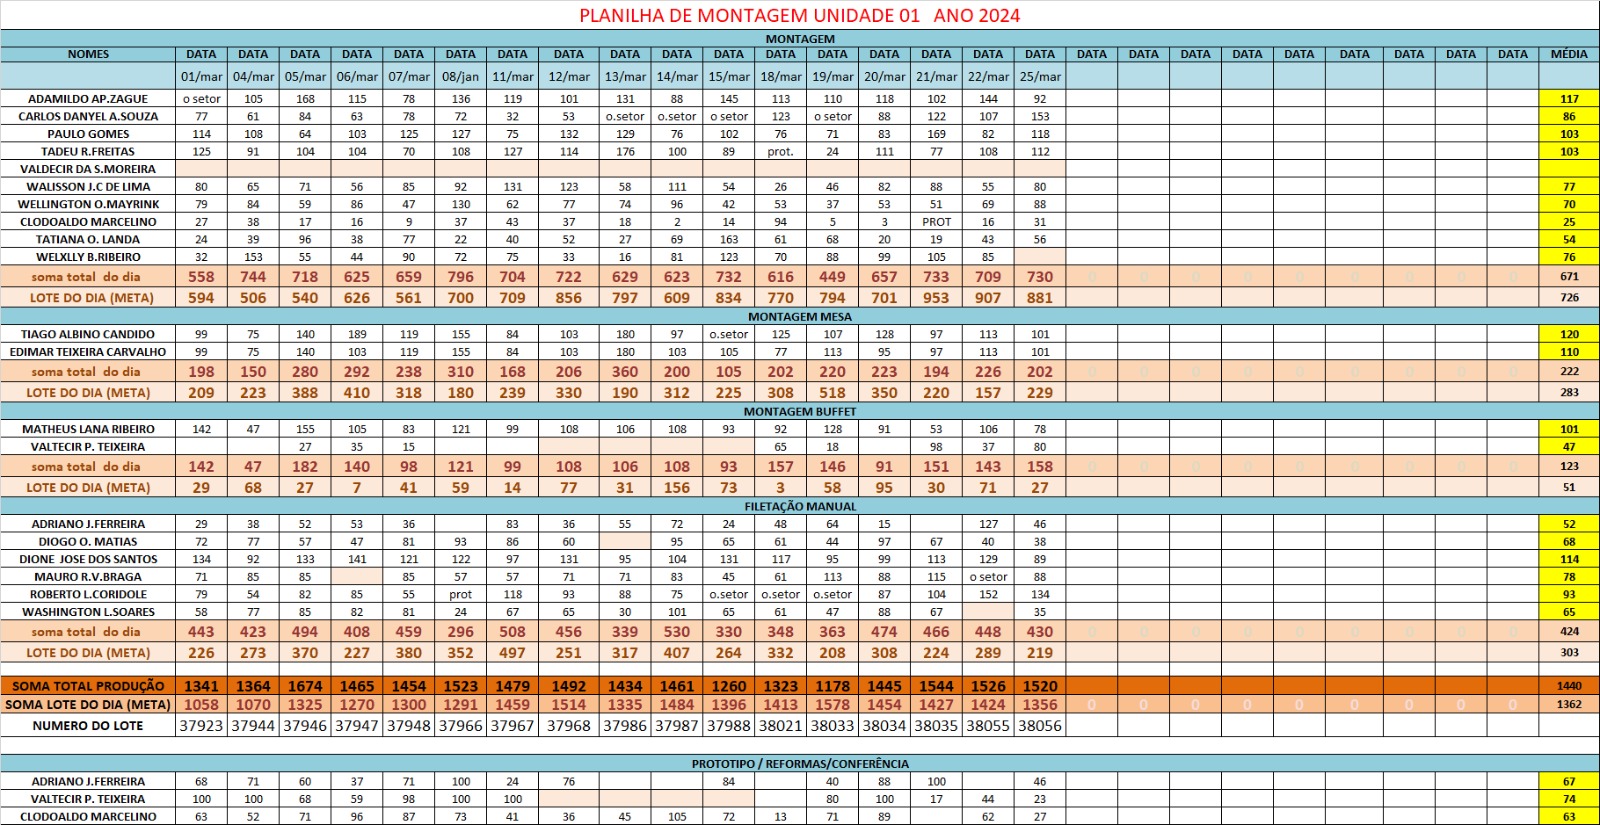 PLANILHA DE MONTAGEM UNIDADE 01 ANO 2024
MONTAGEM
NOMES DATA DATA DATA DATA DATA DATA DATA DATA DATA DATA DATA DATA DATA DATA DATA DATA DATA DATA DATA DATA DATA DATA DATA DATA DATA DATA MÉDIA
01/mar 04/mar 05/mar 06/mar 07/mar 08/jan 11/mar 12/mar 13/mar 14/mar 15/mar 18/mar 19/mar 20/mar 21/mar 22/mar 25/mar
ADAMILDO AP.ZAGUE o setor 105 168 115 78 136 119 101 131 88 145 113 110 118 102 144 92 117
CARLOS DANYEL A.SOUZA 77 61 84 63 78 72 32 53 o.setor o.setor o setor 123 o setor 88 122 107 153 86
PAULO GOMES 114 108 64 103 125 127 75 132 129 76 102 76 71 83 169 82 118 103
TADEU R.FREITAS 125 91 104 104 70 108 127 114 176 100 89 prot. 24 111 77 108 112 103
VALDECIR DA S.MOREIRA
WALISSON J.C DE LIMA 80 65 71 56 85 92 131 123 58 111 54 26 46 82 88 55 80 77
WELLINGTON O.MAYRINK 79 84 59 86 47 130 62 77 74 96 42 53 37 53 51 69 88 70
CLODOALDO MARCELINO 27 38 17 16 9 37 43 37 18 2 14 94 5 3 PROT 16 31 25
TATIANA O. LANDA 24 39 96 38 77 22 40 52 27 69 163 61 68 20 19 43 56 54
WELXLLY B.RIBEIRO 32 153 55 44 90 72 75 33 16 81 123 70 88 99 105 85 76
soma total do dia 558 744 718 625 659 796 704 722 629 623 732 616 449 657 733 709 730 0 0 0 0 0 0 0 0 0 671
LOTE DO DIA (META) 594 506 540 626 561 700 709 856 797 609 834 770 794 701 953 907 881 726
MONTAGEM MESA
TIAGO ALBINO CANDIDO 99 75 140 189 119 155 84 103 180 97 o.setor 125 107 128 97 113 101 120
EDIMAR TEIXEIRA CARVALHO 99 75 140 103 119 155 84 103 180 103 105 77 113 95 97 113 101 110
soma total do dia 198 150 280 292 238 310 168 206 360 200 105 202 220 223 194 226 202 0 0 0 0 0 0 0 0 0 222
LOTE DO DIA (META) 209 223 388 410 318 180 239 330 190 312 225 308 518 350 220 157 229 283
MONTAGEM BUFFET
MATHEUS LANA RIBEIRO 142 47 155 105 83 121 99 108 106 108 93 92 128 91 53 106 78 101
VALTECIR P. TEIXEIRA 27 35 15 65 18 98 37 80 47
soma total do dia 142 47 182 140 98 121 99 108 106 108 93 157 146 91 151 143 158 0 0 0 0 0 0 0 0 0 123
LOTE DO DIA (META) 29 68 27 7 41 59 14 77 31 156 73 3 58 95 30 71 27 51
FILETAÇÃO MANUAL
ADRIANO J.FERREIRA 29 38 52 53 36 83 36 55 72 24 48 64 15 127 46 52
DIOGO O. MATIAS 72 77 57 47 81 93 86 60 95 65 61 44 97 67 40 38 68
DIONE JOSE DOS SANTOS 134 92 133 141 121 122 97 131 95 104 131 117 95 99 113 129 89 114
MAURO R.V.BRAGA 71 85 85 85 57 57 71 71 83 45 61 113 88 115 o setor 88 78
ROBERTO L.CORIDOLE 79 54 82 85 55 prot 118 93 88 75 o.setor o.setor o.setor 87 104 152 134 93
WASHINGTON L.SOARES 58 77 85 82 81 24 67 65 30 101 65 61 47 88 67 35 65
soma total do dia 443 423 494 408 459 296 508 456 339 530 330 348 363 474 466 448 430 0 0 0 0 0 0 0 0 0 424
LOTE DO DIA (META) 226 273 370 227 380 352 497 251 317 407 264 332 208 308 224 289 219 303
SOMA TOTAL PRODUÇÃO 1341 1364 1674 1465 1454 1523 1479 1492 1434 1461 1260 1323 1178 1445 1544 1526 1520 1440
SOMA LOTE DO DIA (META) 1058 1070 1325 1270 1300 1291 1459 1514 1335 1484 1396 1413 1578 1454 1427 1424 1356 0 0 0 0 0 0 0 0 0 1362
NUMERO DO LOTE 37923 37944 37946 37947 37948 37966 37967 37968 37986 37987 37988 38021 38033 38034 38035 38055 38056
PROTOTIPO / REFORMAS/CONFERÊNCIA
ADRIANO J.FERREIRA 68 71 60 37 71 100 24 76 84 40 88 100 46 67
VALTECIR P. TEIXEIRA 100 100 68 59 98 100 100 80 100 17 44 23 74
CLODOALDO MARCELINO 63 52 71 96 87 73 41 36 45 105 72 13 71 89 62 27 63